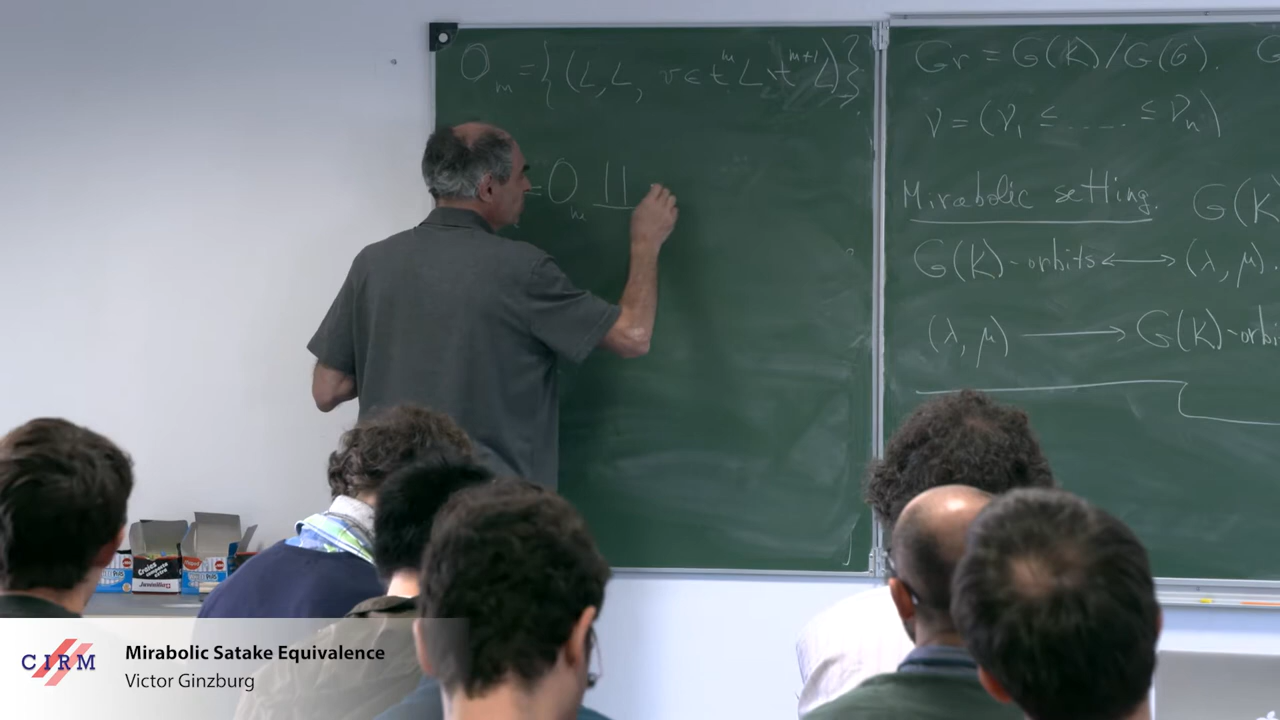 O_m = {(L, L, v ∈ t^m L \ t^{m+1} L)}
= O_m ∐
Gr = G(K)/G(O). G
ν = (ν_1 ≤ ...... ≤ ν_n)
Mirabolic setting. G(K)
G(K)-orbits ⟷ (λ, μ).
(λ, μ) ⟶ G(K)-orbi
CIRM
Mirabolic Satake Equivalence
Victor Ginzburg